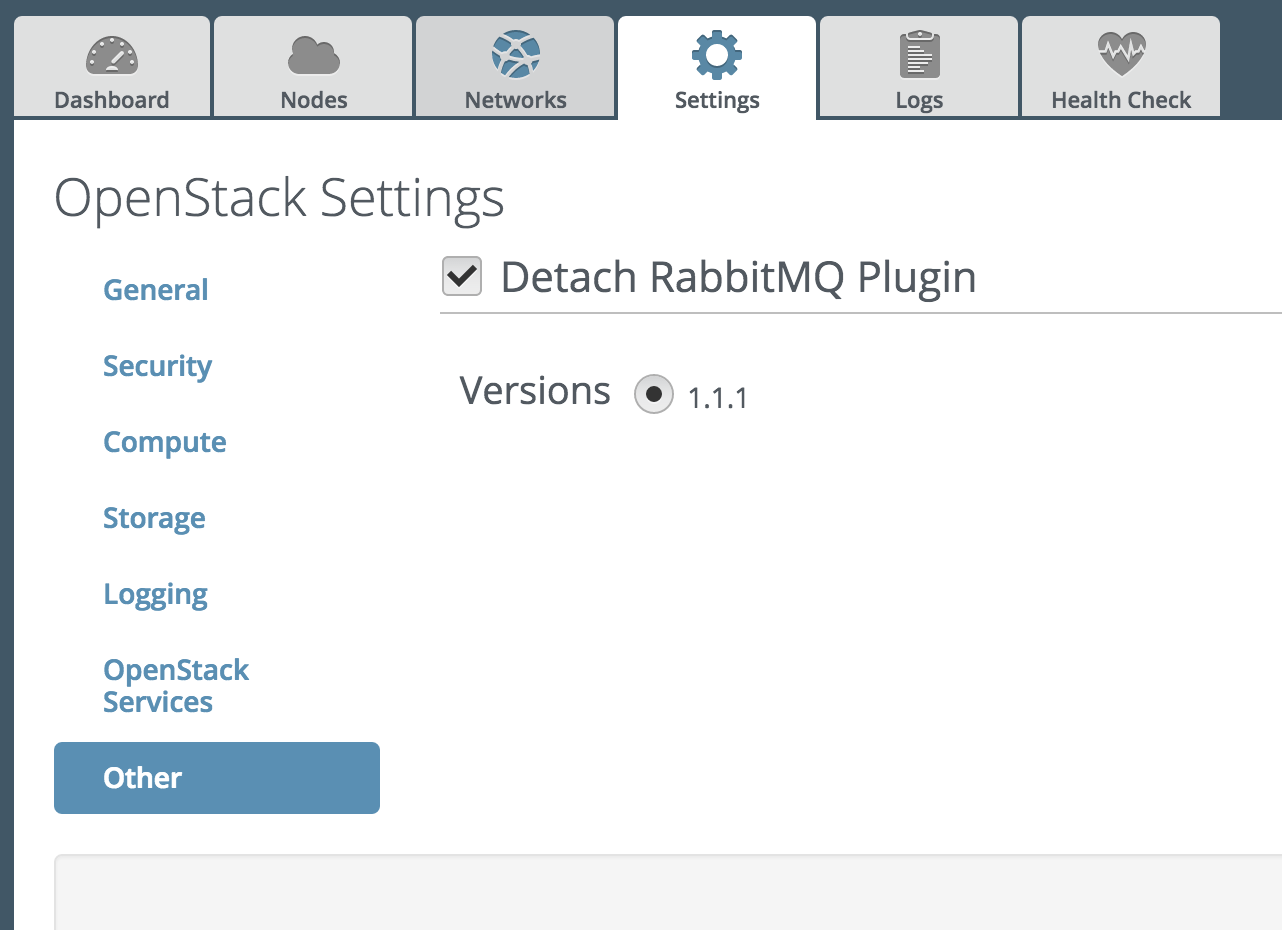 Dashboard
Nodes
Networks
Settings
Logs
Health Check
OpenStack Settings
General
Security
Compute
Storage
Logging
OpenStack
Services
Other
Detach RabbitMQ Plugin
Versions 1.1.1